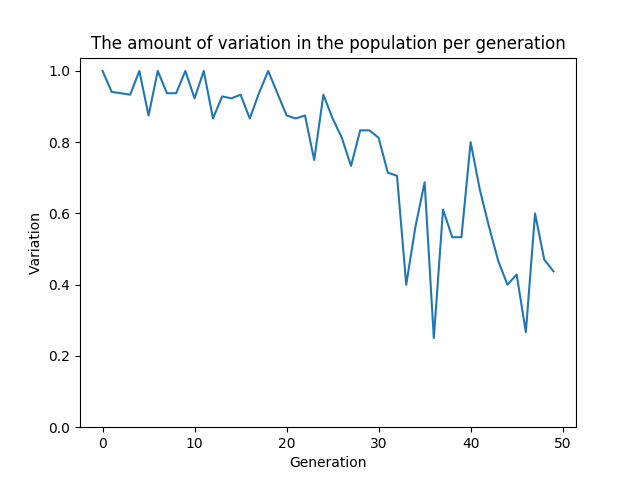 The amount of variation in the population per generation
1.0
0.8
0.6
0.4
0.2
0.0
Variation
0 10 20 30 40 50
Generation